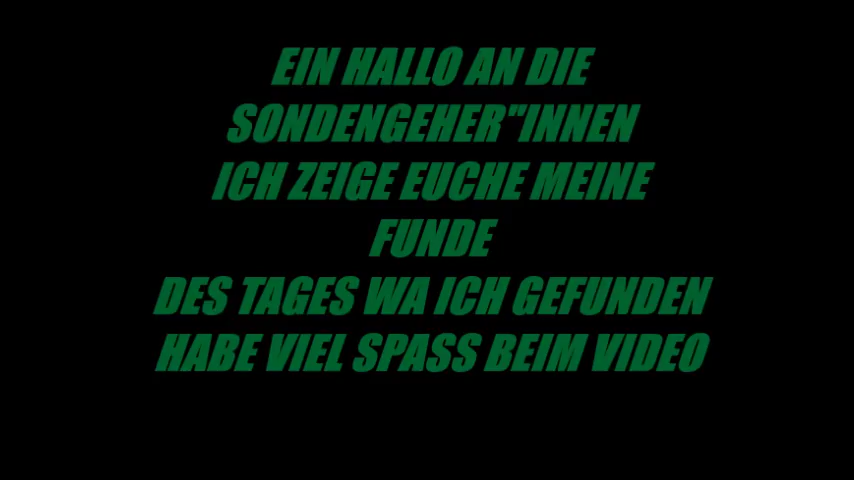 EIN HALLO AN DIE
SONDENGEHER"INNEN
ICH ZEIGE EUCHE MEINE
FUNDE
DES TAGES WA ICH GEFUNDEN
HABE VIEL SPASS BEIM VIDEO